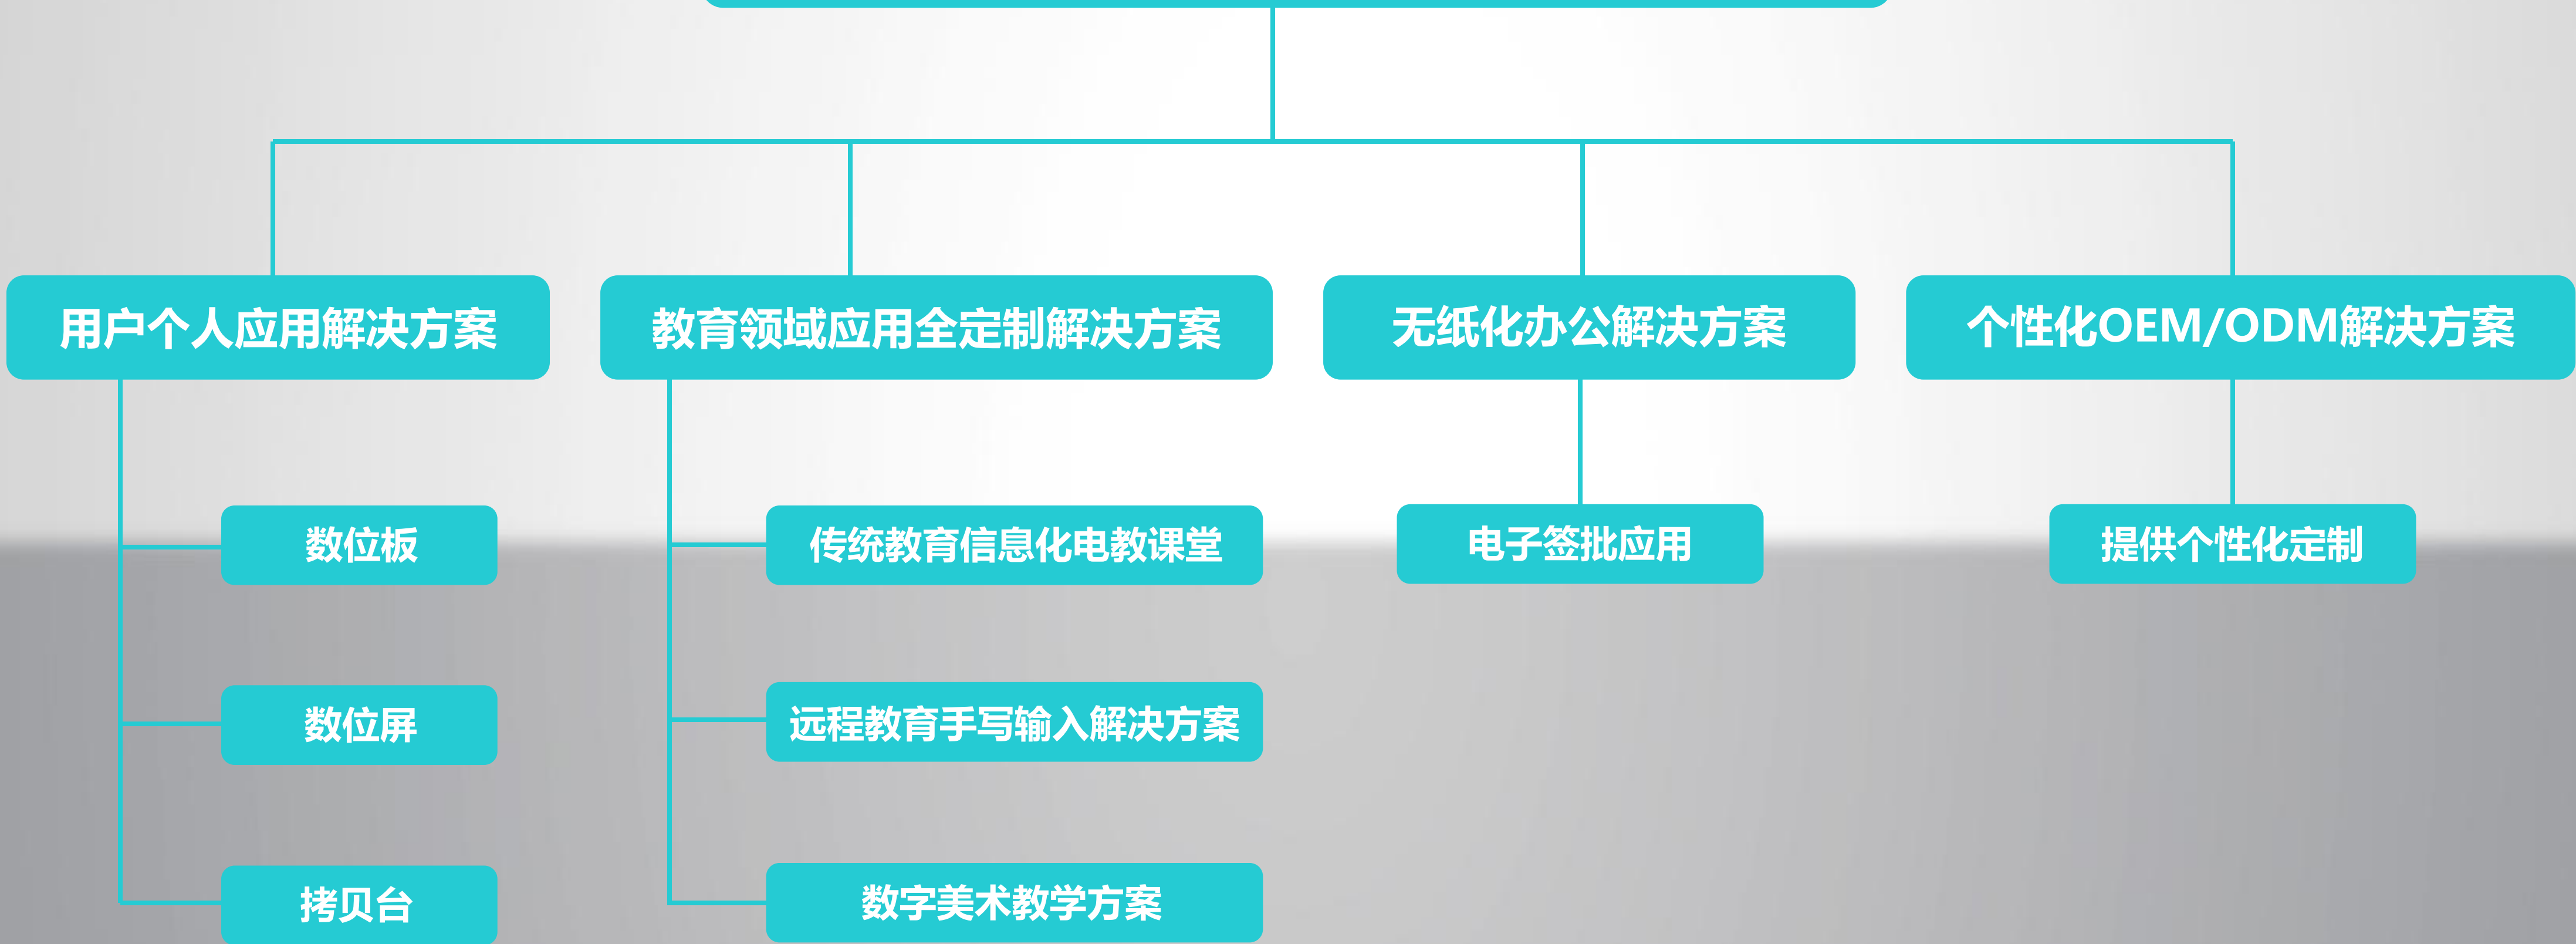 用户个人应用解决方案
教育领域应用全定制解决方案
无纸化办公解决方案
个性化OEM/ODM解决方案
数位板
传统教育信息化电教课堂
电子签批应用
提供个性化定制
数位屏
远程教育手写输入解决方案
拷贝台
数字美术教学方案